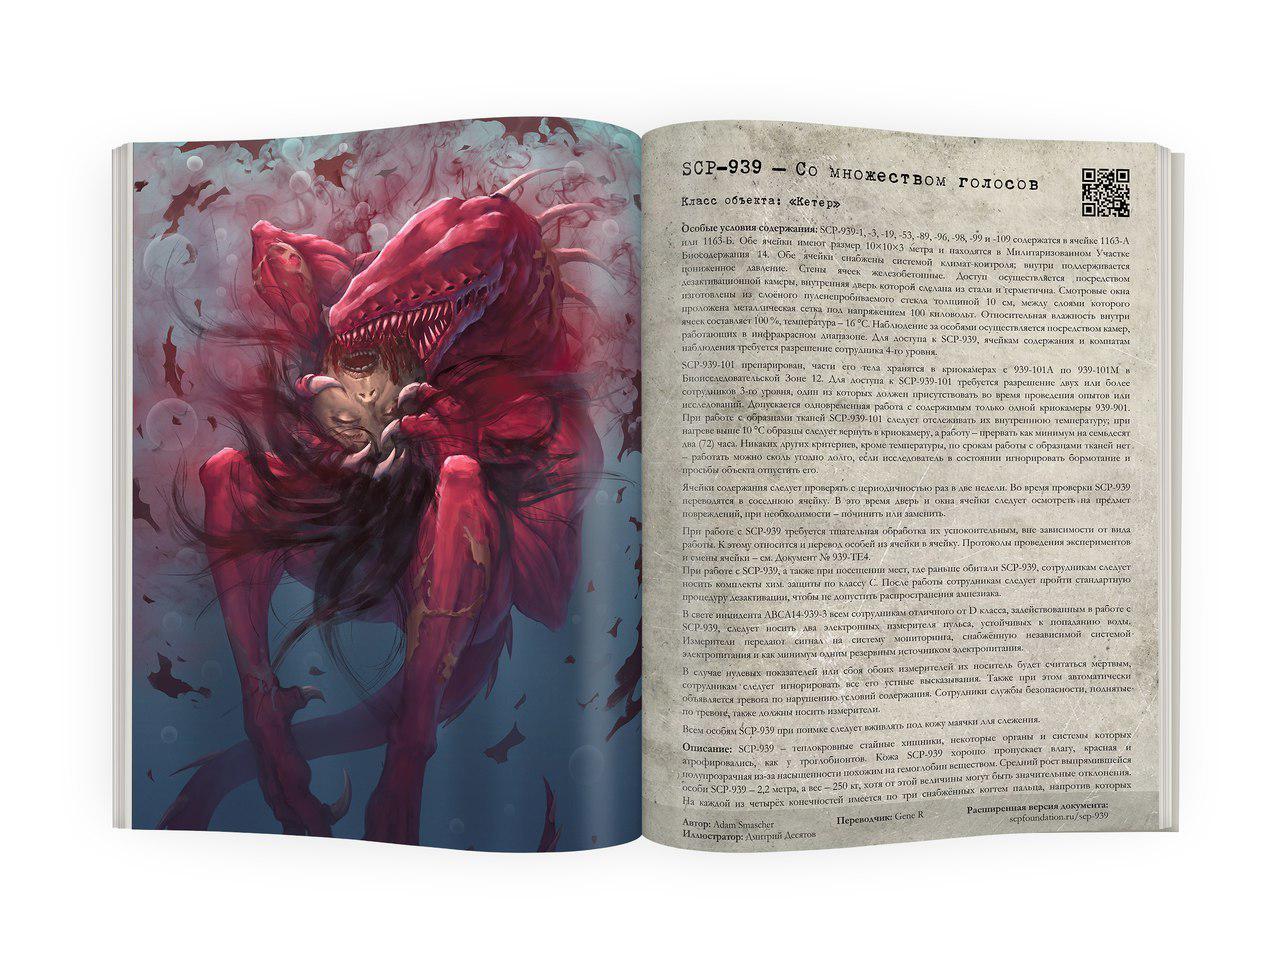 SCP-939 – Со множеством голосов
Класс объекта: «Кетер»
Особые условия содержания: SCP-939-1, -3, -19, -53, -89, -96, -98, -99 и -109 содержатся в ячейке 1163-А
или 1163-Б. Обе ячейки имеют размер 10×10×3 метра и находятся в Милитаризованном Участке
Биосодержания 14. Обе ячейки снабжены системой климат-контроля; внутри поддерживается
пониженное давление. Стены ячеек железобетонные. Доступ осуществляется посредством
дезактивационной камеры, внутренняя дверь которой сделана из стали и герметична. Смотровые окна
изготовлены из слоёного пуленепробиваемого стекла толщиной 10 см, между слоями которого
проложена металлическая сетка под напряжением 100 киловольт. Относительная влажность внутри
ячеек составляет 100 %, температура – 16 °C. Наблюдение за особями осуществляется посредством камер,
работающих в инфракрасном диапазоне. Для доступа к SCP-939, ячейкам содержания и комнатам
наблюдения требуется разрешение сотрудника 4-го уровня.
SCP-939-101 препарирован, части его тела хранятся в криокамерах с 939-101А по 939-101М в
Биоисследовательской Зоне 12. Для доступа к SCP-939-101 требуется разрешение двух или более
сотрудников 3-го уровня, один из которых должен присутствовать во время проведения опытов или
исследований. Допускается одновременная работа с содержимым только одной криокамеры 939-901.
При работе с образцами тканей SCP-939-101 следует отслеживать их внутреннюю температуру; при
нагреве выше 10 °C образцы следует вернуть в криокамеру, а работу – прервать как минимум на семьдесят
два (72) часа. Никаких других критериев, кроме температуры, по срокам работы с образцами тканей нет
– работать можно сколь угодно долго, если исследователь в состоянии игнорировать бормотание и
просьбы объекта отпустить его.
Ячейки содержания следует проверять с периодичностью раз в две недели. Во время проверки SCP-939
переводятся в соседнюю ячейку. В это время дверь и окна ячейки следует осмотреть на предмет
повреждений, при необходимости – починить или заменить.
При работе с SCP-939 требуется тщательная обработка их успокоительным, вне зависимости от вида
работы. К этому относится и перевод особей из ячейки в ячейку. Протоколы проведения экспериментов
и смены ячейки – см. Документ № 939-TE4.
При работе с SCP-939, а также при посещении мест, где раньше обитали SCP-939, сотрудникам следует
носить комплекты хим. защиты по классу С. После работы сотрудникам следует пройти стандартную
процедуру дезактивации, чтобы не допустить распространения амнезиака.
В свете инцидента ABCA14-939-3 всем сотрудникам отличного от D класса, задействованным в работе с
SCP-939, следует носить два электронных измерителя пульса, устойчивых к попаданию воды.
Измерители передают сигнал на систему мониторинга, снабжённую независимой системой
электропитания и как минимум одним резервным источником электропитания.
В случае нулевых показателей или сбоя обоих измерителей их носитель будет считаться мёртвым,
сотрудникам следует игнорировать все его устные высказывания. Также при этом автоматически
объявляется тревога по нарушению условий содержания. Сотрудники службы безопасности, поднятые
по тревоге, также должны носить измерители.
Всем особям SCP-939 при поимке следует вживлять под кожу маячки для слежения.
Описание: SCP-939 – теплокровные стайные хищники, некоторые органы и системы которых
атрофировались, как у троглобионтов. Кожа SCP-939 хорошо пропускает влагу, красная и
полупрозрачная из-за насыщенности похожим на гемоглобин веществом. Средний рост выпрямившейся
особи SCP-939 – 2,2 метра, а вес – 250 кг, хотя от этой величины могут быть значительные отклонения.
На каждой из четырёх конечностей имеется по три снабжённых когтем пальца, напротив которых
Автор: Adam Smascher
Иллюстратор: Дмитрий Десятов
Переводчик: Gene R
Расширенная версия документа:
scpfoundation.ru/scp-939